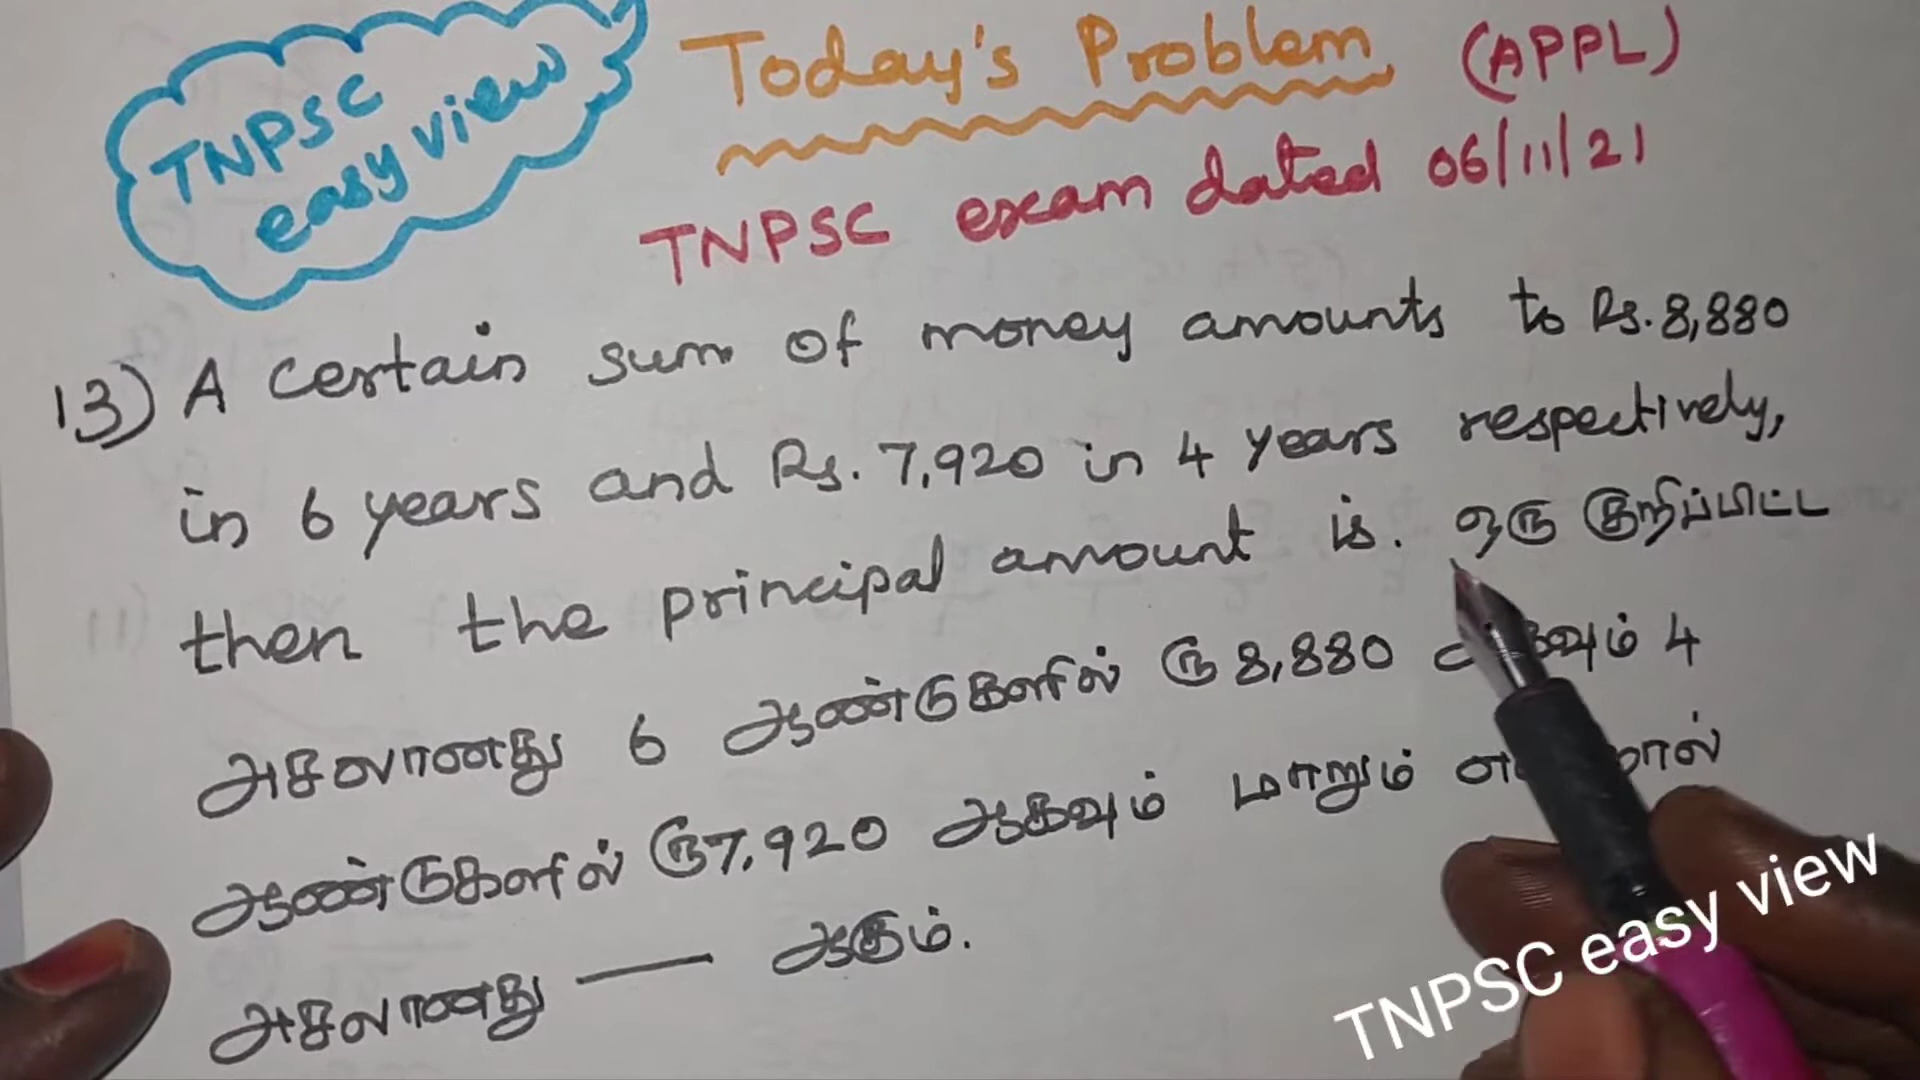 TNPSC
easy view
Today's Problem (APPL)
TNPSC exam dated 06/11/21
13) A certain sum of money amounts to Rs.8,880
in 6 years and Rs.7,920 in 4 years respectively,
then the principal amount is. ஒரு குறிப்பிட்ட
அசலானது 6 ஆண்டுகளில் ரூ 8,880 4
ஆண்டுகளில் ரூ7,920 ஆகவும் மாறும்
அசலானது —— ஆகும்.
TNPSC easy view